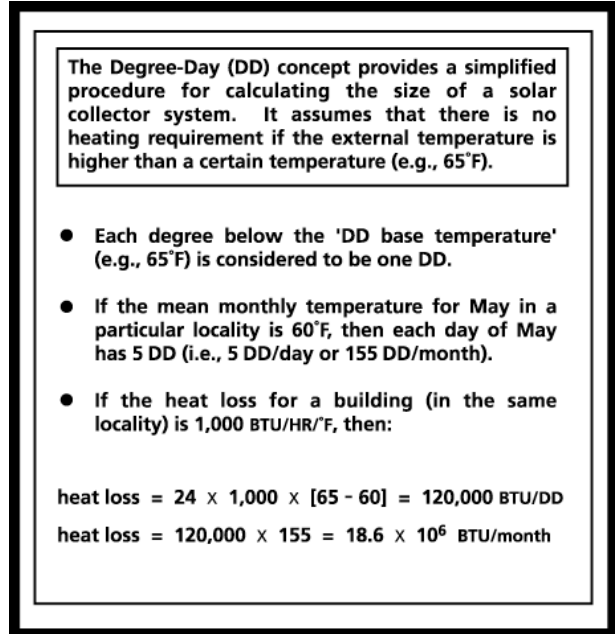 The Degree-Day (DD) concept provides a simplified
procedure for calculating the size of a solar
collector system. It assumes that there is no
heating requirement if the external temperature is
higher than a certain temperature (e.g., 65°F).
● Each degree below the 'DD base temperature'
(e.g., 65°F) is considered to be one DD.
● If the mean monthly temperature for May in a
particular locality is 60°F, then each day of May
has 5 DD (i.e., 5 DD/day or 155 DD/month).
● If the heat loss for a building (in the same
locality) is 1,000 BTU/HR/°F, then:
heat loss = 24 x 1,000 x [65 - 60] = 120,000 BTU/DD
heat loss = 120,000 x 155 = 18.6 x 10⁶ BTU/month